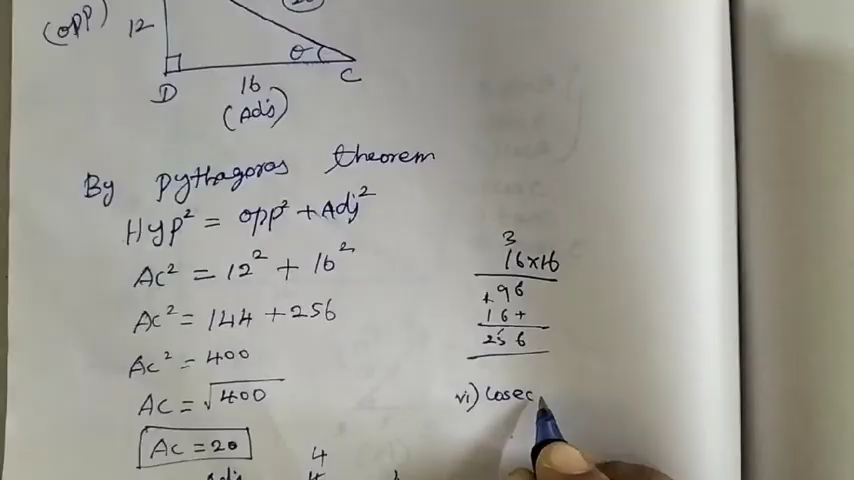 (opp) 12
θ
D C
16
(Adj)
By pythagoras theorem
Hyp² = opp² + Adj²
AC² = 12² + 16²
AC² = 144 + 256
AC² = 400
AC = √400
AC = 20
3
16×16
+96
16+
256
vi) Cosec
4